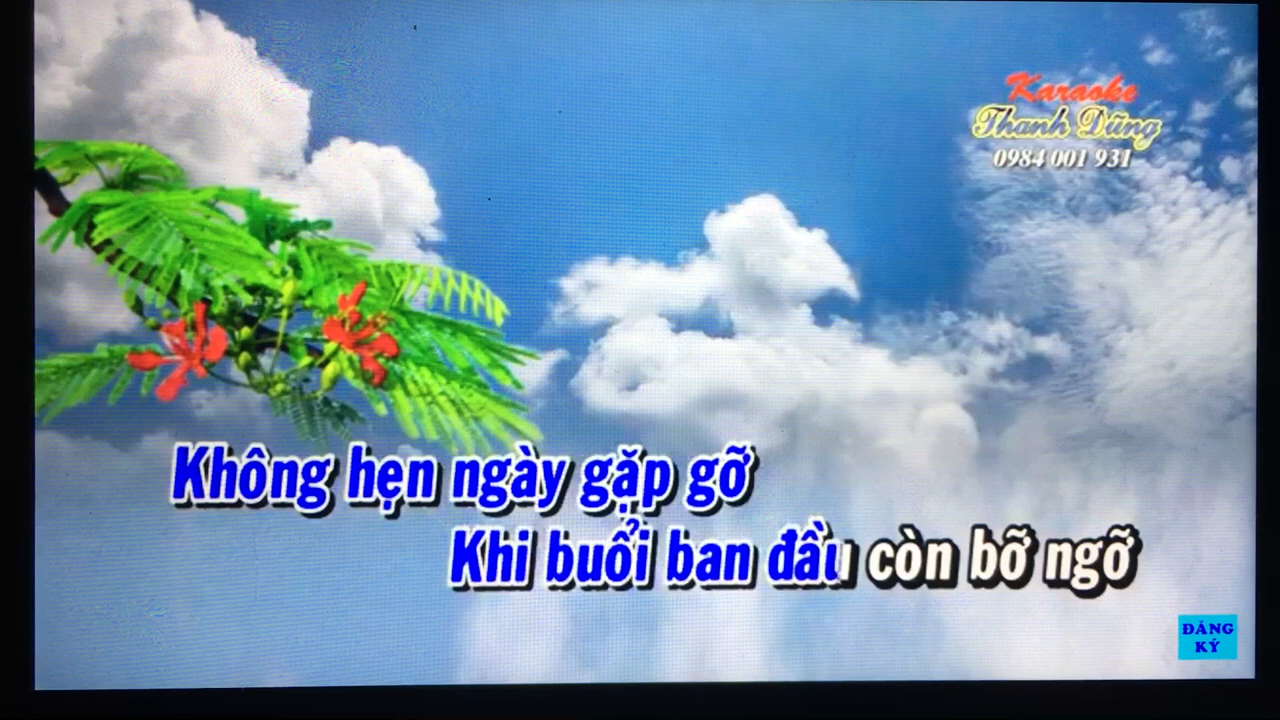 Karaoke
Thanh Dũng
0984 001 931
Không hẹn ngày gặp gỡ
Khi buổi ban đầu còn bỡ ngỡ
ĐĂNG
KÝ